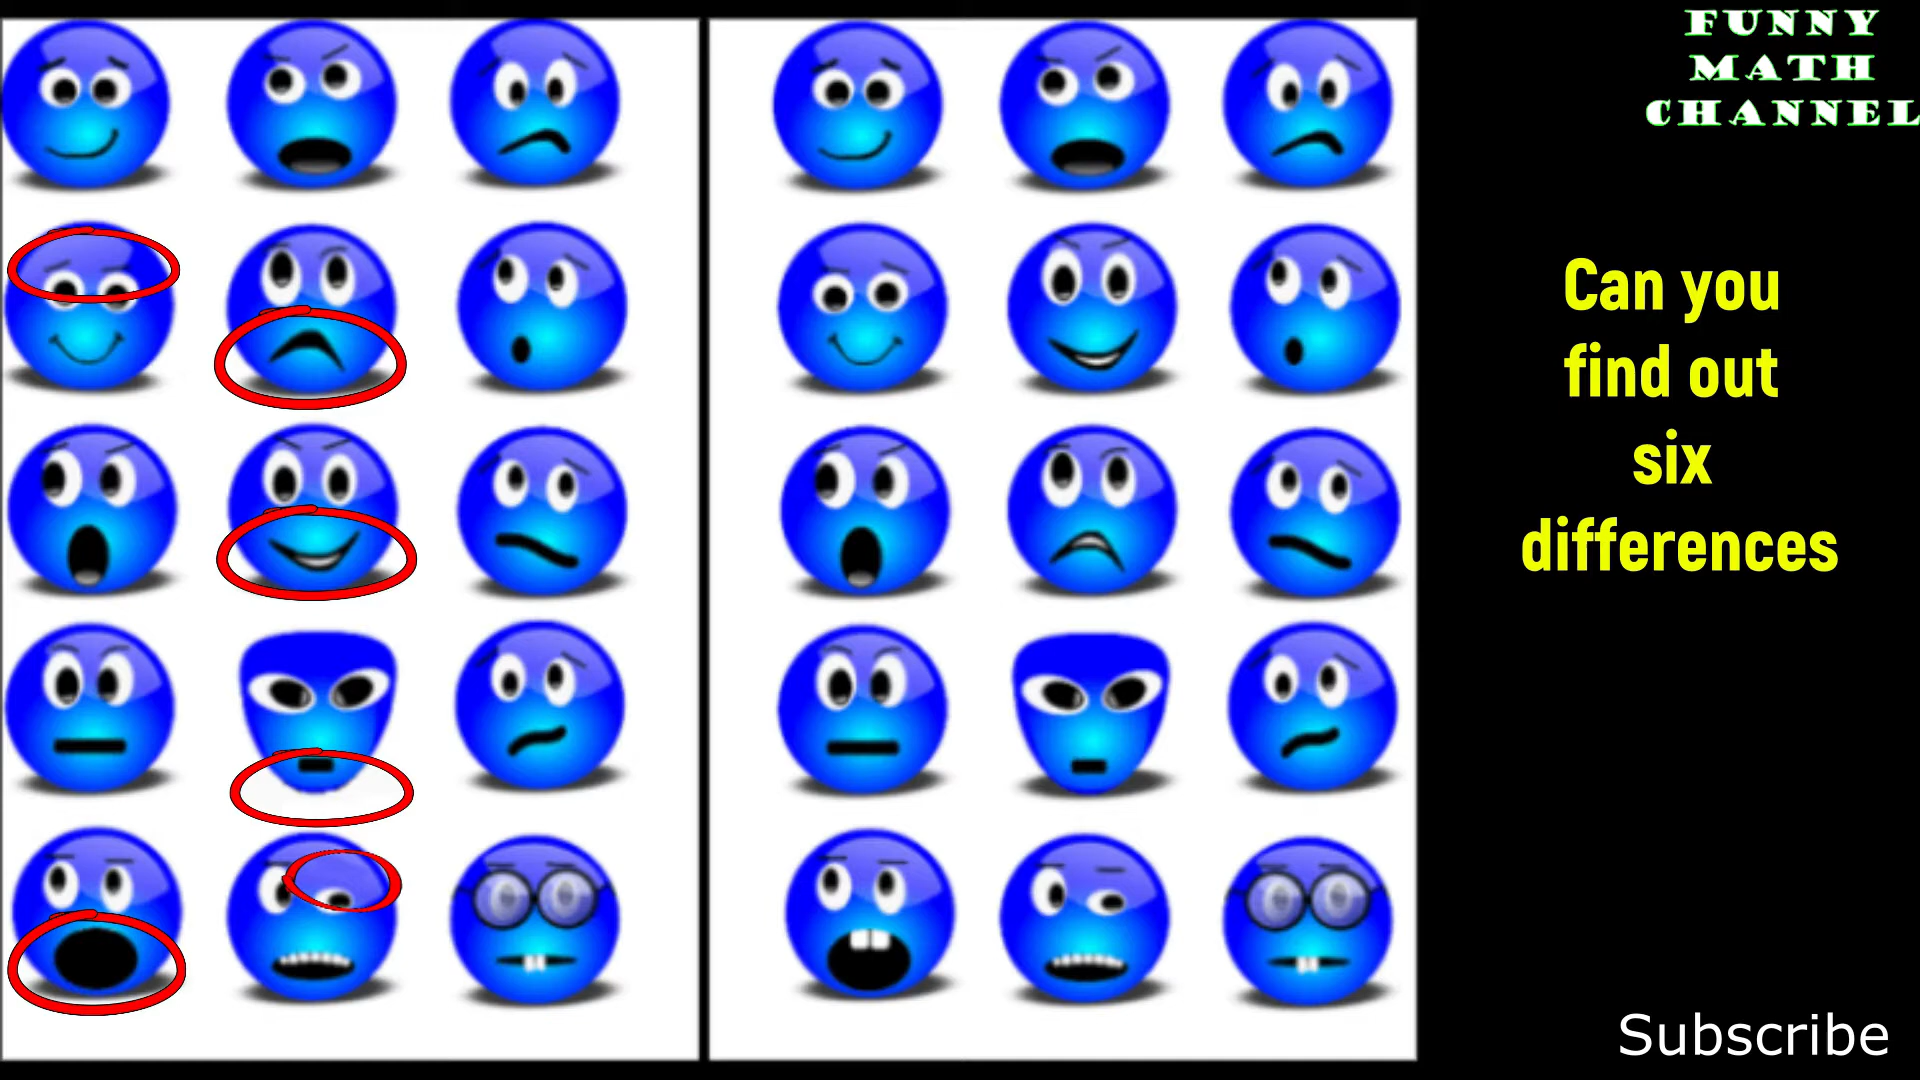 FUNNY
MATH
CHANNEL
Can you
find out
six
differences
Subscribe